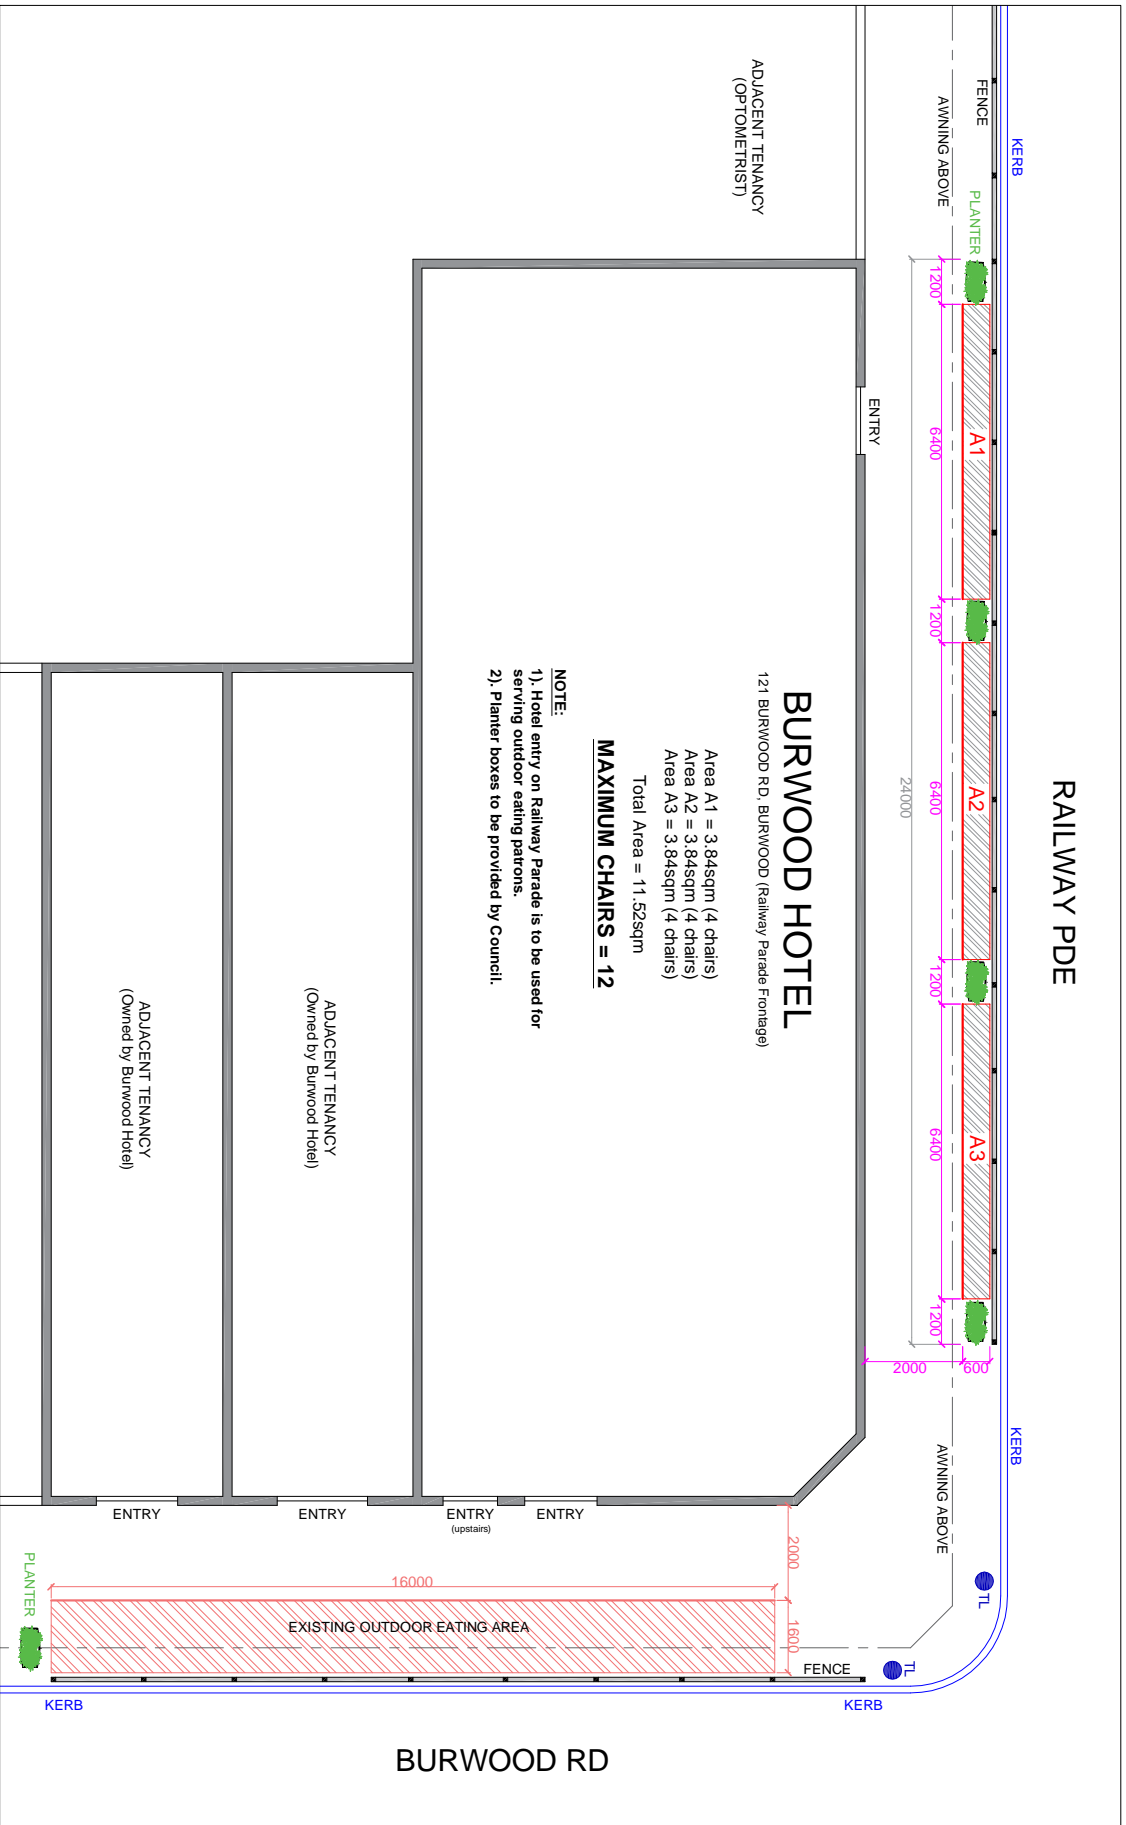 RAILWAY PDE
KERB
FENCE
AWNING ABOVE
PLANTER
1200
6400
1200
6400
1200
6400
1200
A1
A2
A3
24000
2000
600
KERB
AWNING ABOVE
TL
TL
ENTRY
ADJACENT TENANCY
(OPTOMETRIST)
BURWOOD HOTEL
121 BURWOOD RD, BURWOOD (Railway Parade Frontage)
Area A1 = 3.84sqm (4 chairs)
Area A2 = 3.84sqm (4 chairs)
Area A3 = 3.84sqm (4 chairs)
Total Area = 11.52sqm
MAXIMUM CHAIRS = 12
NOTE:
1). Hotel entry on Railway Parade is to be used for
serving outdoor eating patrons.
2). Planter boxes to be provided by Council.
ADJACENT TENANCY
(Owned by Burwood Hotel)
ADJACENT TENANCY
(Owned by Burwood Hotel)
ENTRY
ENTRY
ENTRY
(upstairs)
ENTRY
2000
1600
16000
EXISTING OUTDOOR EATING AREA
FENCE
PLANTER
KERB
KERB
BURWOOD RD